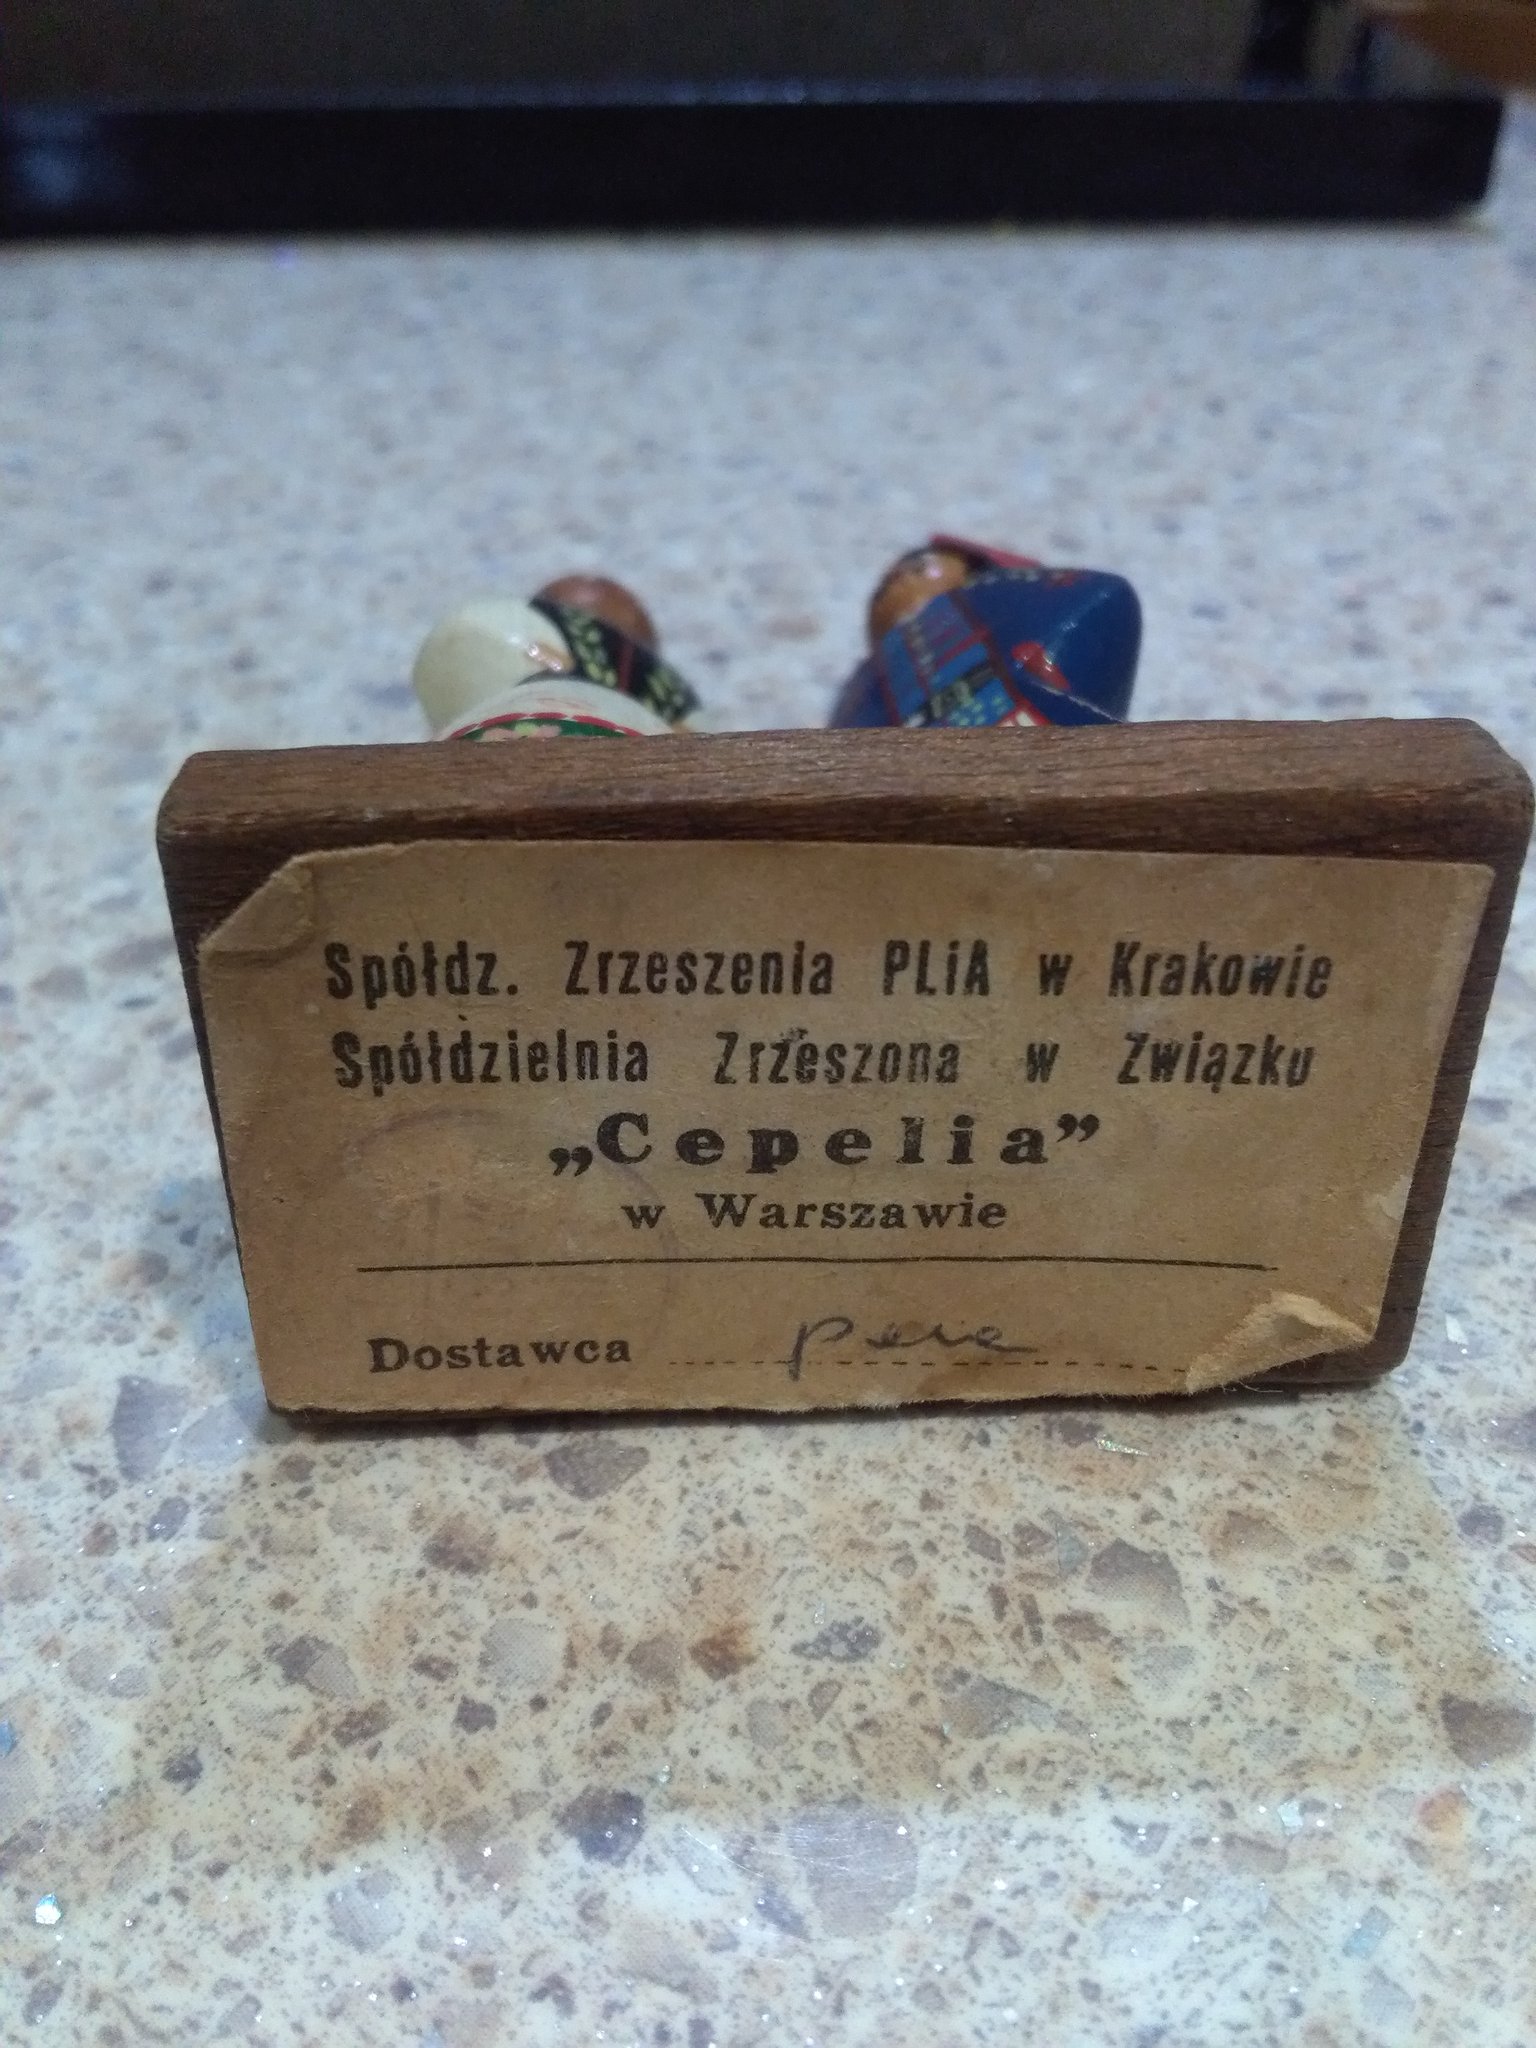 Spółdz. Zrzeszenia PLiA w Krakowie
Spółdzielnia Zrzeszona w Związku
„Cepelia”
w Warszawie
Dostawca